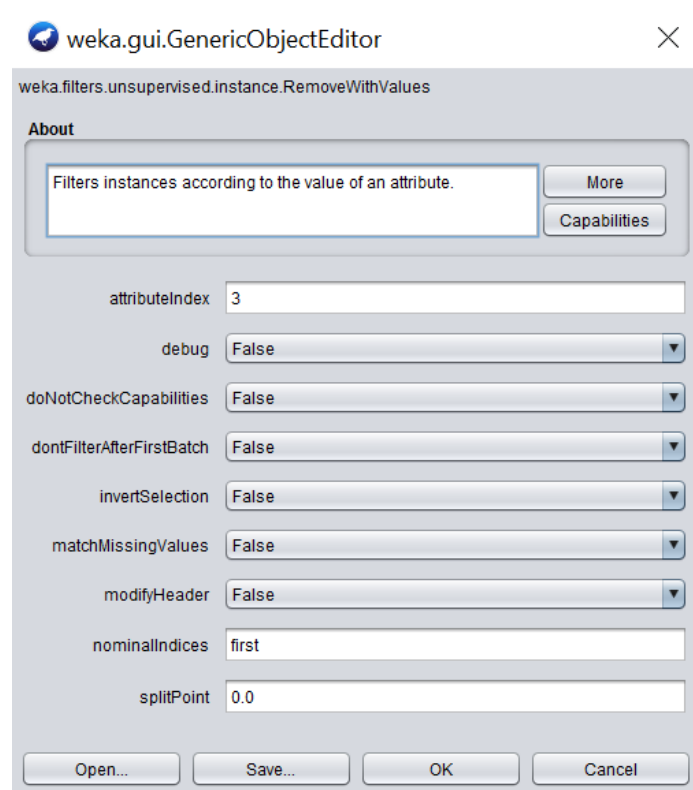 weka.gui.GenericObjectEditor
weka.filters.unsupervised.instance.RemoveWithValues
About
Filters instances according to the value of an attribute.
More
Capabilities
attributeIndex 3
debug False
doNotCheckCapabilities False
dontFilterAfterFirstBatch False
invertSelection False
matchMissingValues False
modifyHeader False
nominalIndices first
splitPoint 0.0
Open... Save... OK Cancel